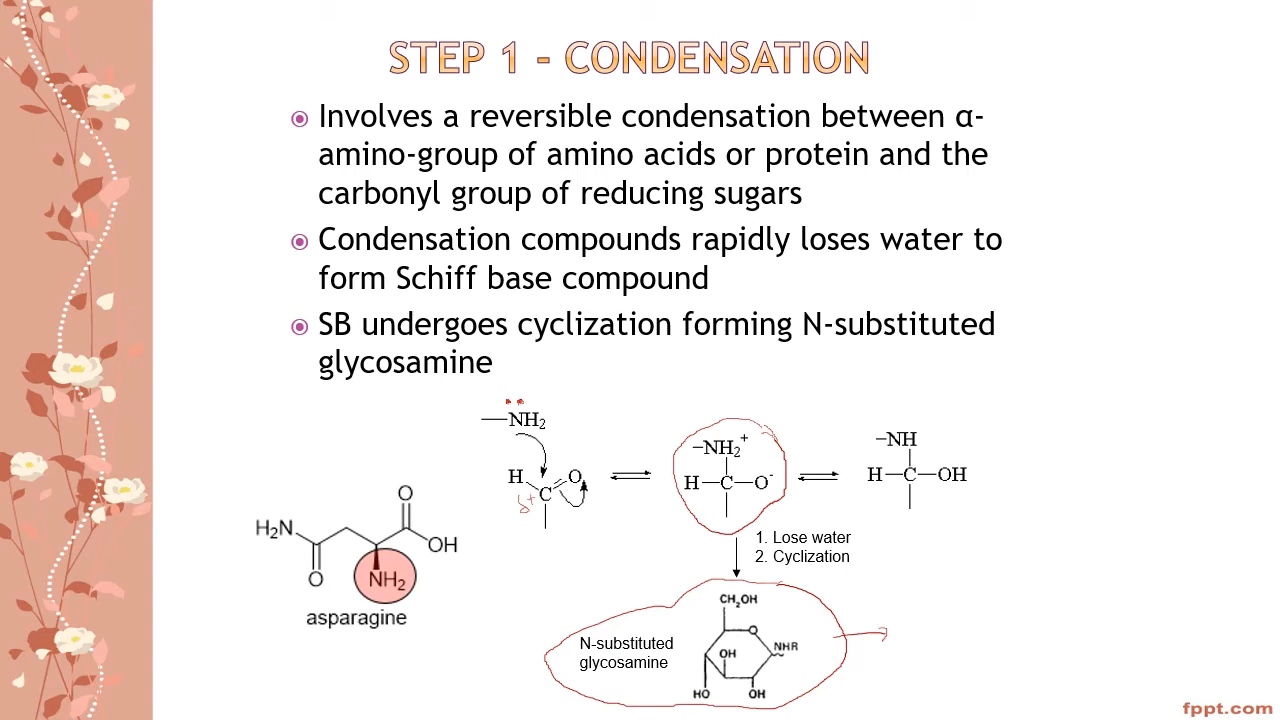 STEP 1 - CONDENSATION
Involves a reversible condensation between α-
amino-group of amino acids or protein and the
carbonyl group of reducing sugars
Condensation compounds rapidly loses water to
form Schiff base compound
SB undergoes cyclization forming N-substituted
glycosamine
—NH2
H
C
O
δ+
–NH2+
H—C—O-
–NH
H—C—OH
1. Lose water
2. Cyclization
O
H2N
OH
O
NH2
asparagine
N-substituted
glycosamine
CH2OH
O
OH
NHR
HO
OH
fppt.com